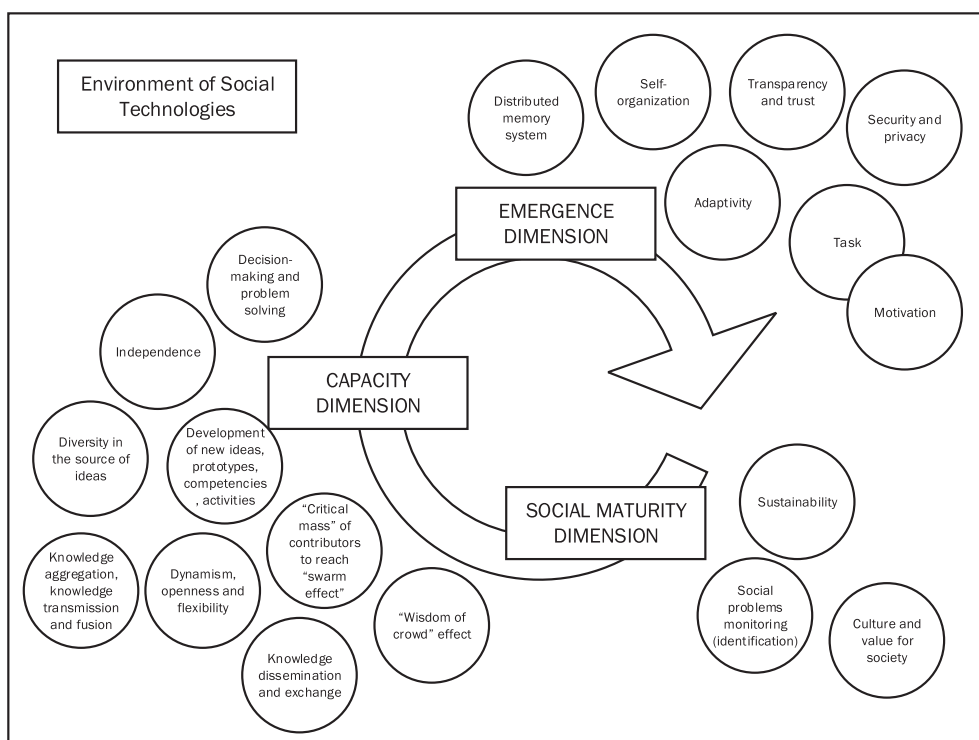 Environment of Social
Technologies
Distributed
memory
system
Self-
organization
Transparency
and trust
Security and
privacy
Adaptivity
Task
Motivation
EMERGENCE
DIMENSION
Decision-
making and
problem
solving
Independence
CAPACITY
DIMENSION
Diversity in
the source of
ideas
Development
of new ideas,
prototypes,
competencies
, activities
"Critical
mass" of
contributors
to reach
"swarm
effect"
Knowledge
aggregation,
knowledge
transmission
and fusion
Dynamism,
openness and
flexibility
"Wisdom of
crowd" effect
Knowledge
dissemination
and exchange
SOCIAL MATURITY
DIMENSION
Sustainability
Social
problems
monitoring
(identification)
Culture and
value for
society